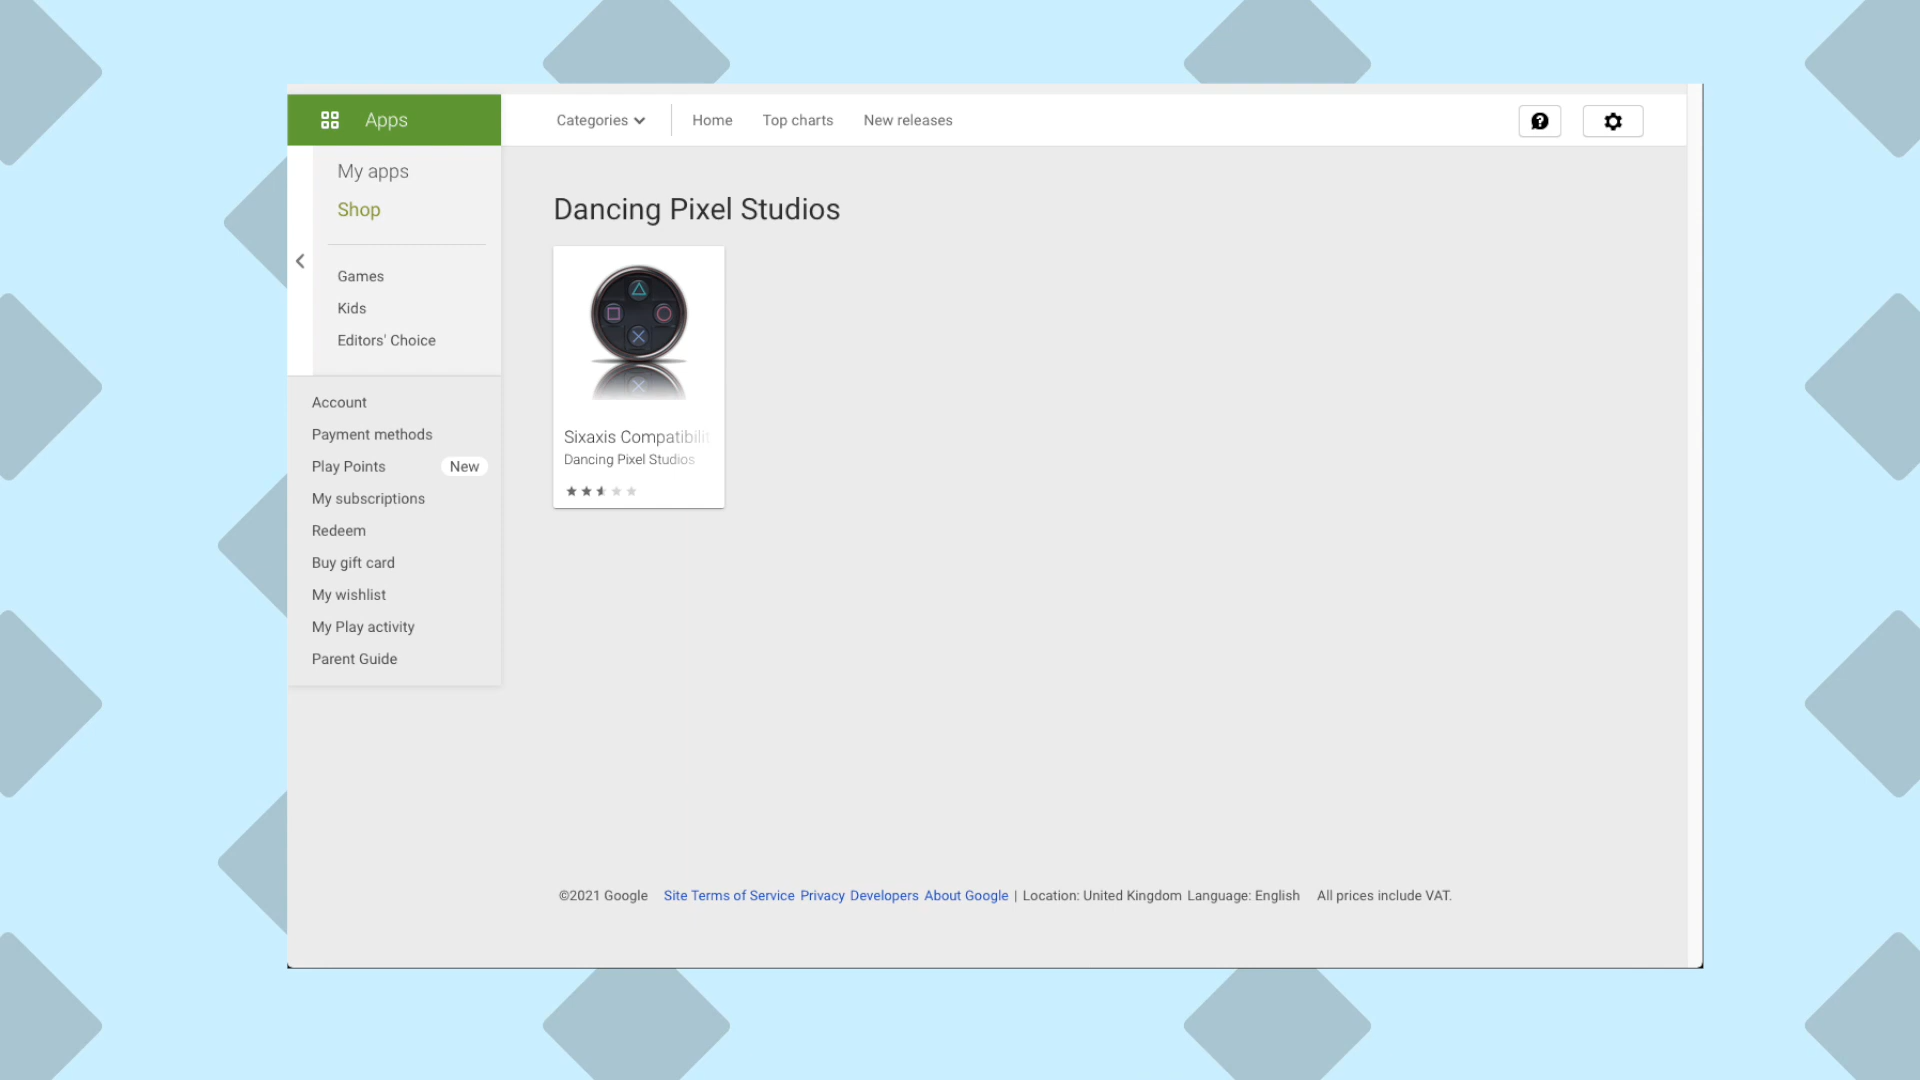 Apps
Categories
Home
Top charts
New releases
My apps
Shop
Games
Kids
Editors' Choice
Account
Payment methods
Play Points New
My subscriptions
Redeem
Buy gift card
My wishlist
My Play activity
Parent Guide
Dancing Pixel Studios
Sixaxis Compatibilit
Dancing Pixel Studios
©2021 Google Site Terms of Service Privacy Developers About Google | Location: United Kingdom Language: English All prices include VAT.